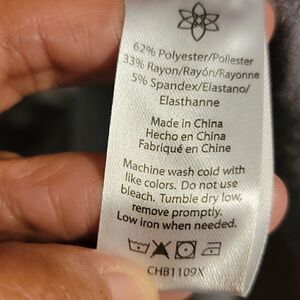 62% Polyester/Poliester
33% Rayon/Rayón/Rayonne
5% Spandex/Elastano/
Elasthanne
Made in China
Hecho en China
Fabriqué en Chine
Machine wash cold with
like colors. Do not use
bleach. Tumble dry low,
remove promptly.
Low iron when needed.
CHB1109X